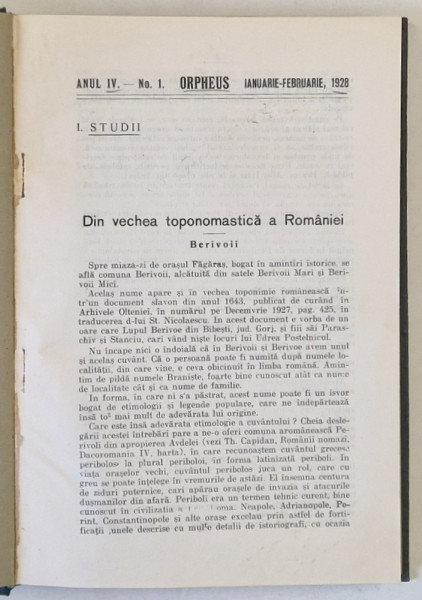 ANUL IV. — No. 1. ORPHEUS IANUARIE-FEBRUARIE, 1928
I. STUDII
Din vechea toponomastică a României
Berivoii
Spre miaza-zi de orașul Făgăraș, bogat în amintiri istorice, se
află comuna Berivoii, alcătuită din satele Berivoii Mari și Beri-
voii Mici.
Acelaș nume apare și în vechea toponimie românească în-
tr'un document slavon din anul 1643, publicat de curând în
Arhivele Olteniei, în numărul pe Decemvrie 1927, pag. 425, în
traducerea d-lui St. Nicolaescu. In acest document e vorba de un
oare care Lupul Berivoe din Bibești, jud. Gorj, și fiii săi Paras-
chiv și Stanciu, cari vând niște locuri lui Udrea Postelnicul.
Nu încape nici o îndoială că în Berivoii și Berivoe avem unul
și acelaș cuvânt. Că o persoană poate fi numită după numele lo-
calității, din care vine, e ceva obicinuit în limba română. Amin-
tim de pildă numele Braniște, foarte bine cunoscut atât ca nume
de localitate cât și ca nume de familie.
In forma, in care ni s'a păstrat, acest nume poate fi un isvor
bogat de etimologii și legende populare, care ne îndepărtează
însă tot mai mult de adevărata lui origine.
Care este însă adevărata etimologie a cuvântului? Cheia desle-
gării acestei întrebări pare a ne-o oferi comuna aromânească Pe-
rivoli din apropierea Avdelei (vezi Th. Capidan, Românii nomazi,
Dacoromania IV, harta), în care recunoaștem cuvântul grecesc
peribolos la plural periboloi, in forma latinizată periboli. In
viața orașelor vechi, cuvântul peribolos juca un rol, care cu
greu se poate înțelege în vremurile de astăzi. El însemna centura
de ziduri puternice, cari apărau orașele de invazia și atacurile
dușmanilor din afară. Periboli era un termen tehnic curent, bine
cunoscut în civilizația Roma. Neapole, Adrianopole, Pe-
rint, Constantinopole și alte orașe excelau prin astfel de forti-
ficații, unele descrise cu multe detalii de istoriografi, cu ocazia